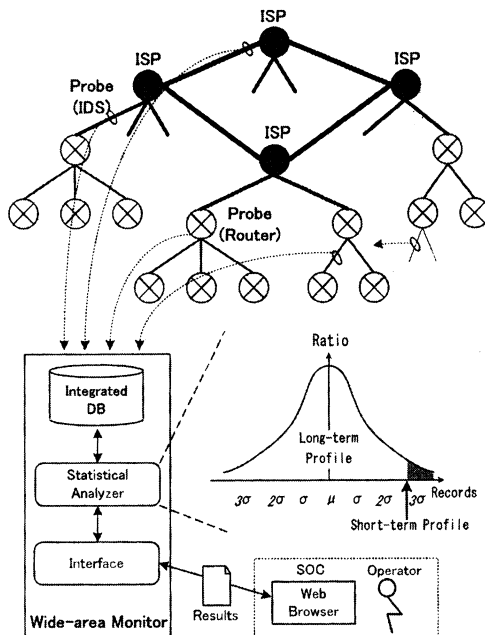 ISP
ISP
ISP
Probe
(IDS)
ISP
Probe
(Router)
Integrated
DB
Statistical
Analyzer
Interface
Wide-area Monitor
Results
Ratio
Long-term
Profile
3σ 2σ σ μ σ 2σ 3σ Records
Short-term Profile
SOC
Operator
Web
Browser